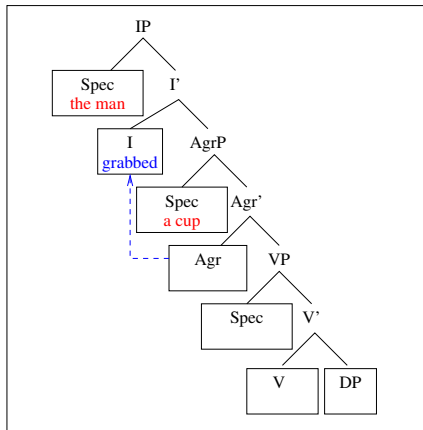 IP
Spec
the man
I'
I
grabbed
AgrP
Spec
a cup
Agr'
Agr
VP
Spec
V'
V
DP